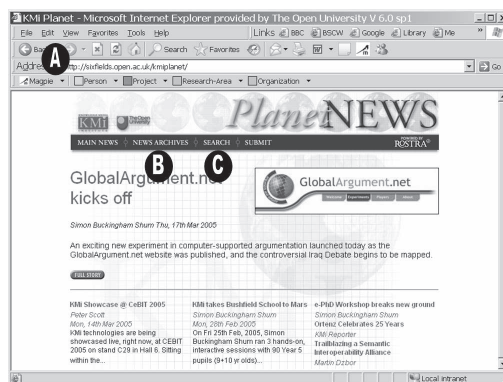 KMi Planet - Microsoft Internet Explorer provided by The Open University V 6.0 sp1
File Edit View Favorites Tools Help Links BBC BSCW Google Library Me »
Search Favorites
A
http://sixfields.open.ac.uk/kmiplanet/ Go
Magpie Person Project Research-Area Organization
KMi The Open University PlanetNEWS
MAIN NEWS NEWS ARCHIVES SEARCH SUBMIT POWERED BY ROSTRA®
B C
GlobalArgument.net
kicks off
GlobalArgument.net
Welcome Experiments Players About
Simon Buckingham Shum Thu, 17th Mar 2005
An exciting new experiment in computer-supported argumentation launched today as the
GlobalArgument.net website was published, and the controversial Iraq Debate begins to be mapped.
FULL STORY
KMi Showcase @ CeBIT 2005
Peter Scott
Mon, 14th Mar 2005
KMi technologies are being
showcased live, right now, at CEBIT
2005 on stand C29 in Hall 6. Sitting
within the...
KMi takes Bushfield School to Mars
Simon Buckingham Shum
Mon, 28th Feb 2005
On Fri 25th Feb, 2005, Simon
Buckingham Shum ran 3 hands-on,
interactive sessions with 90 Year 5
pupils (9+10 yr olds)...
e-PhD Workshop breaks new ground
Simon Buckingham Shum
Ortenz Celebrates 25 Years
KMi Reporter
Trailblazing a Semantic
Interoperability Alliance
Martin Dzbor
Local intranet